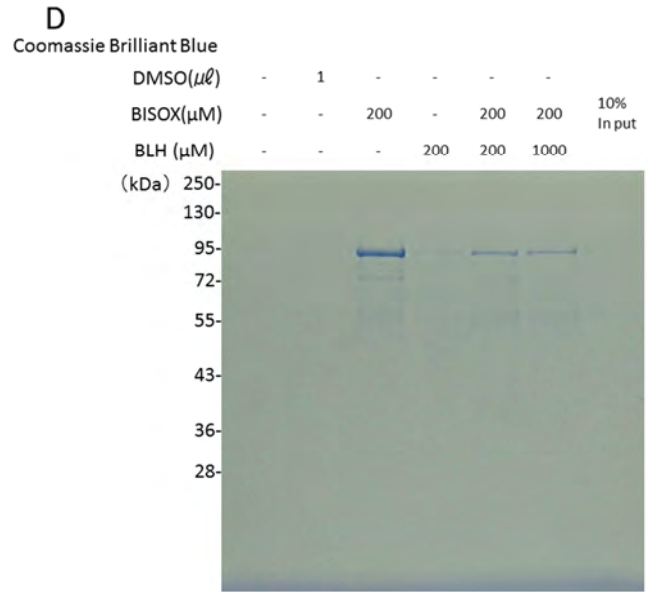 D
Coomassie Brilliant Blue
DMSO(μℓ) - 1 - - - -
BISOX(μM) - - 200 - 200 200 10%
In put
BLH (μM) - - - 200 200 1000
(kDa) 250-
130-
95-
72-
55-
43-
36-
28-